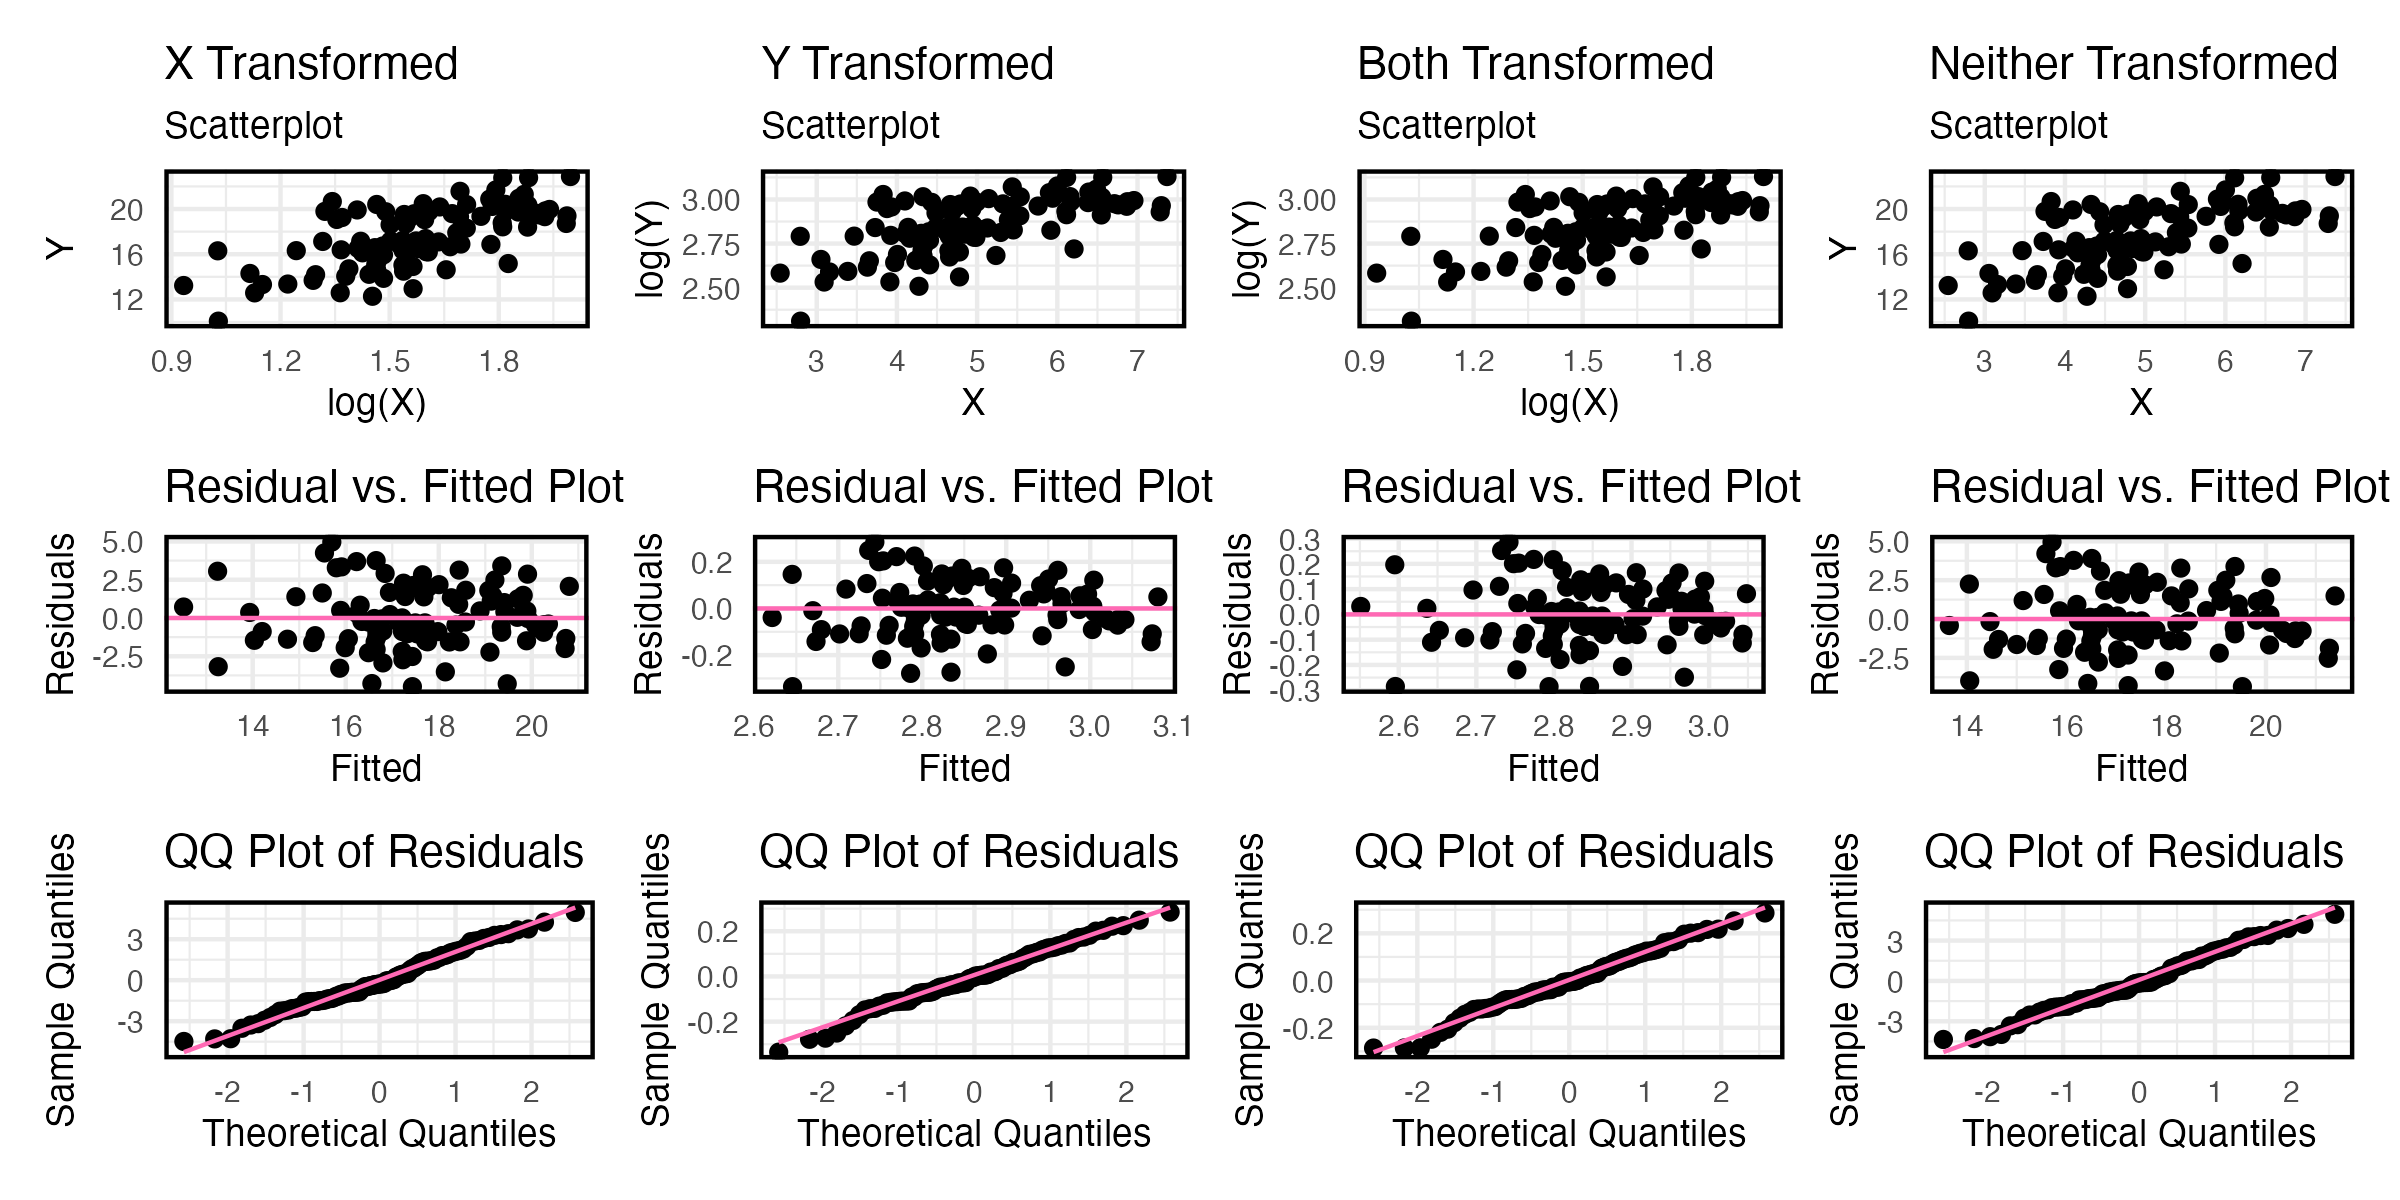 X Transformed
Scatterplot
Y
20
16
12
0.9 1.2 1.5 1.8
log(X)
Y Transformed
Scatterplot
log(Y)
3.00
2.75
2.50
3 4 5 6 7
X
Both Transformed
Scatterplot
log(Y)
3.00
2.75
2.50
0.9 1.2 1.5 1.8
log(X)
Neither Transformed
Scatterplot
Y
20
16
12
3 4 5 6 7
X
Residual vs. Fitted Plot
Residuals
5.0
2.5
0.0
-2.5
14 16 18 20
Fitted
Residual vs. Fitted Plot
Residuals
0.2
0.0
-0.2
2.6 2.7 2.8 2.9 3.0 3.1
Fitted
Residual vs. Fitted Plot
Residuals
0.3
0.2
0.1
0.0
-0.1
-0.2
-0.3
2.6 2.7 2.8 2.9 3.0
Fitted
Residual vs. Fitted Plot
Residuals
5.0
2.5
0.0
-2.5
14 16 18 20
Fitted
QQ Plot of Residuals
Sample Quantiles
3
0
-3
-2 -1 0 1 2
Theoretical Quantiles
QQ Plot of Residuals
Sample Quantiles
0.2
0.0
-0.2
-2 -1 0 1 2
Theoretical Quantiles
QQ Plot of Residuals
Sample Quantiles
0.2
0.0
-0.2
-2 -1 0 1 2
Theoretical Quantiles
QQ Plot of Residuals
Sample Quantiles
3
0
-3
-2 -1 0 1 2
Theoretical Quantiles